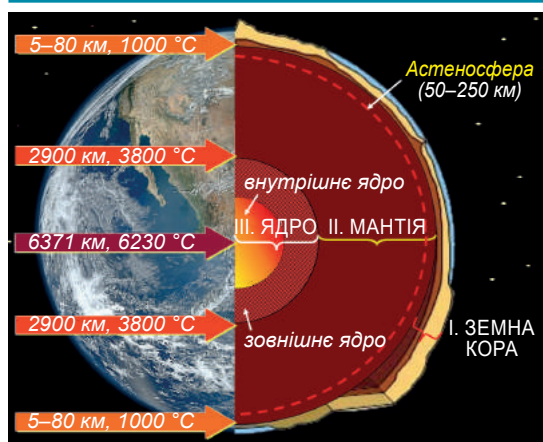 5–80 км, 1000 °C
Астеносфера
(50–250 км)
2900 км, 3800 °C
внутрішнє ядро
III. ЯДРО
II. МАНТІЯ
6371 км, 6230 °C
2900 км, 3800 °C
зовнішнє ядро
I. ЗЕМНА
КОРА
5–80 км, 1000 °C